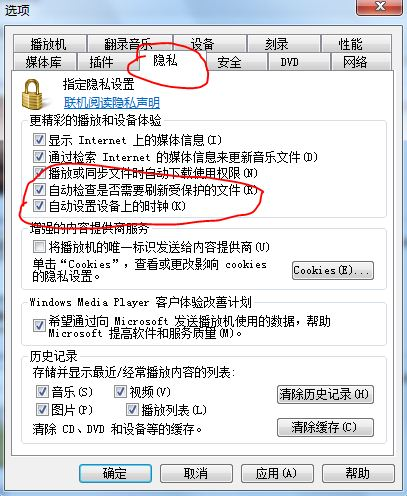 选项
播放机 翻录音乐 设备 刻录 性能
媒体库 插件 隐私 安全 DVD 网络
指定隐私设置
联机阅读隐私声明
更精彩的播放和设备体验
显示 Internet 上的媒体信息(I)
通过检索 Internet 的媒体信息来更新音乐文件(D)
播放或同步文件时自动下载使用权限(N)
自动检查是否需要刷新受保护的文件(R)
自动设置设备上的时钟(K)
增强的内容提供商服务
将播放机的唯一标识发送给内容提供商(U)
单击“Cookies”,查看或更改影响 cookies
的隐私设置。
Cookies(E)...
Windows Media Player 客户体验改善计划
希望通过向 Microsoft 发送播放机使用的数据,帮助
Microsoft 提高软件和服务质量(M)。
历史记录
存储并显示最近/经常播放内容的列表:
音乐(S) 视频(V) 清除历史记录(H)
图片(P) 播放列表(L)
清除 CD、DVD 和设备等的缓存。 清除缓存(C)
确定 取消 应用(A) 帮助